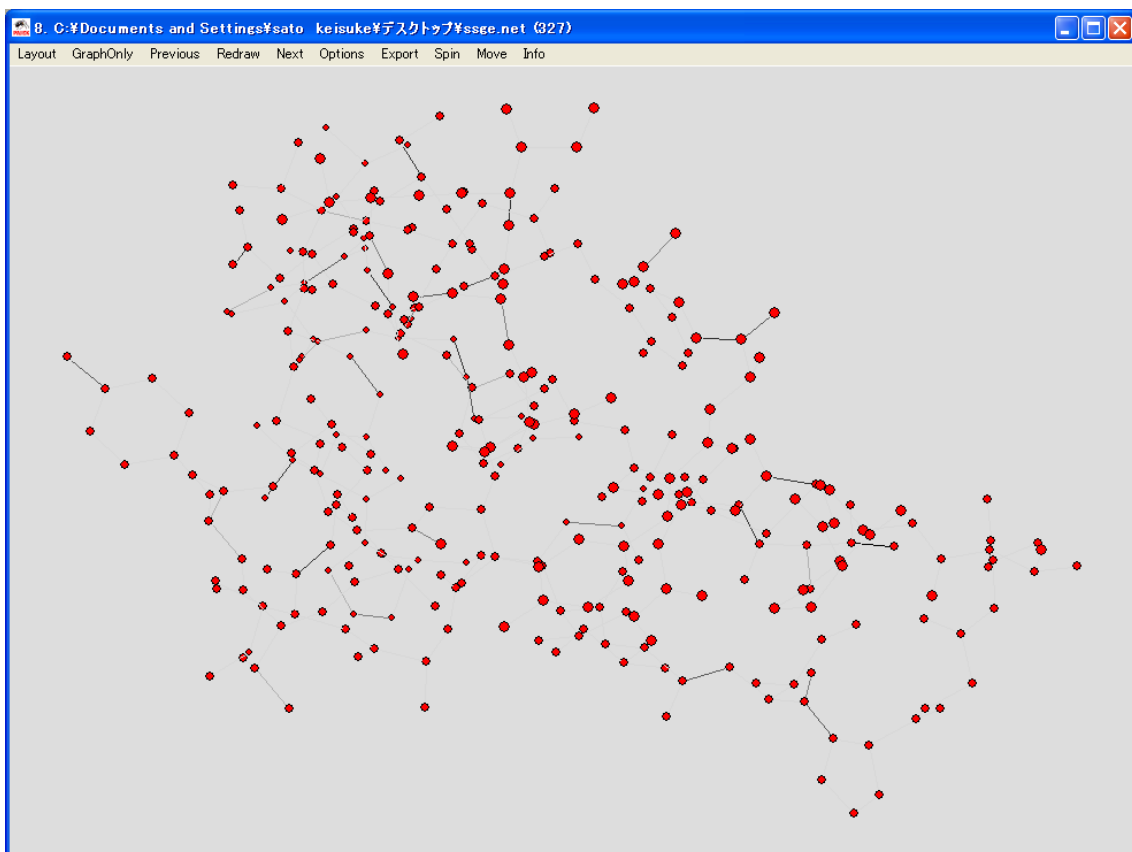 8. C:¥Documents and Settings¥sato keisuke¥デスクトップ¥ssge.net (327)
Layout GraphOnly Previous Redraw Next Options Export Spin Move Info